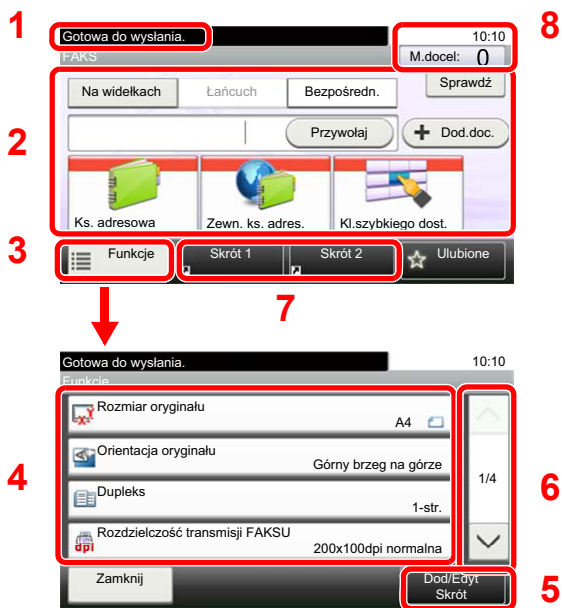 1
8
Gotowa do wysłania.
10:10
FAKS
M.docel: 0
Na widełkach
Łańcuch
Bezpośredn.
Sprawdź
2
Przywołaj
+ Dod.doc.
Ks. adresowa
Zewn. ks. adres.
Kl.szybkiego dost.
3
Funkcje
Skrót 1
Skrót 2
Ulubione
7
Gotowa do wysłania.
10:10
Funkcje
Rozmiar oryginału
A4
Orientacja oryginału
Górny brzeg na górze
4
1/4
6
Dupleks
1-str.
Rozdzielczość transmisji FAKSU
dpi
200x100dpi normalna
Zamknij
Dod/Edyt
Skrót
5